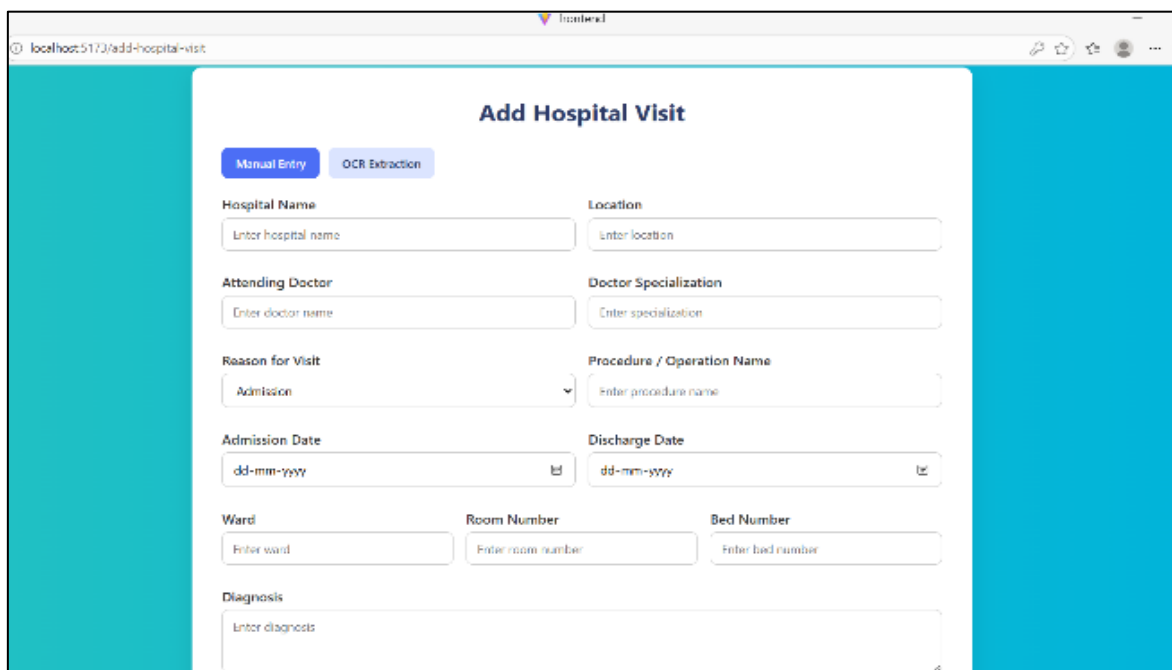 frontend
localhost:5173/add-hospital-visit
Add Hospital Visit
Manual Entry OCR Extraction
Hospital Name Location
Enter hospital name Enter location
Attending Doctor Doctor Specialization
Enter doctor name Enter specialization
Reason for Visit Procedure / Operation Name
Admission Enter procedure name
Admission Date Discharge Date
dd-mm-yyyy dd-mm-yyyy
Ward Room Number Bed Number
Enter ward Enter room number Enter bed number
Diagnosis
Enter diagnosis